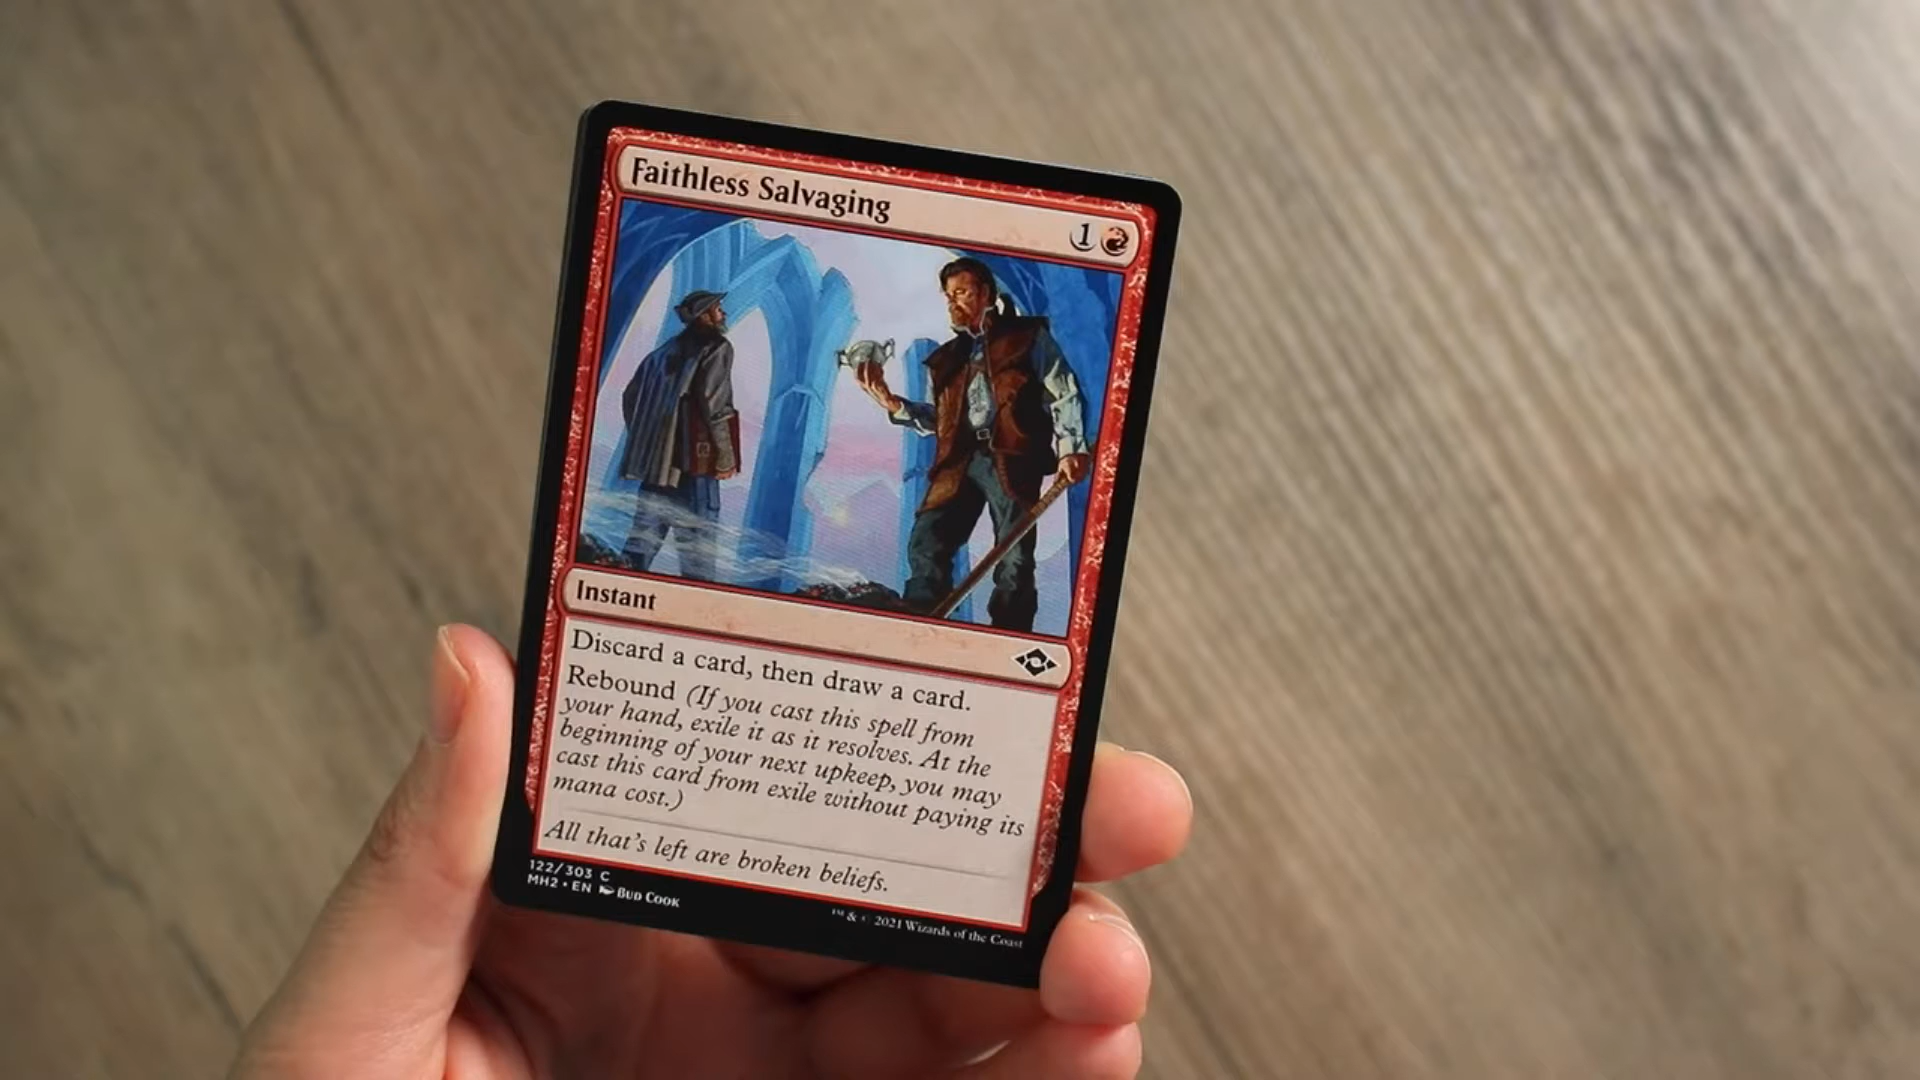 Faithless Salvaging
1
Instant
Discard a card, then draw a card.
Rebound (If you cast this spell from
your hand, exile it as it resolves. At the
beginning of your next upkeep, you may
cast this card from exile without paying its
mana cost.)
All that's left are broken beliefs.
122/303 C
MH2 • EN Bud Cook
™ & © 2021 Wizards of the Coast